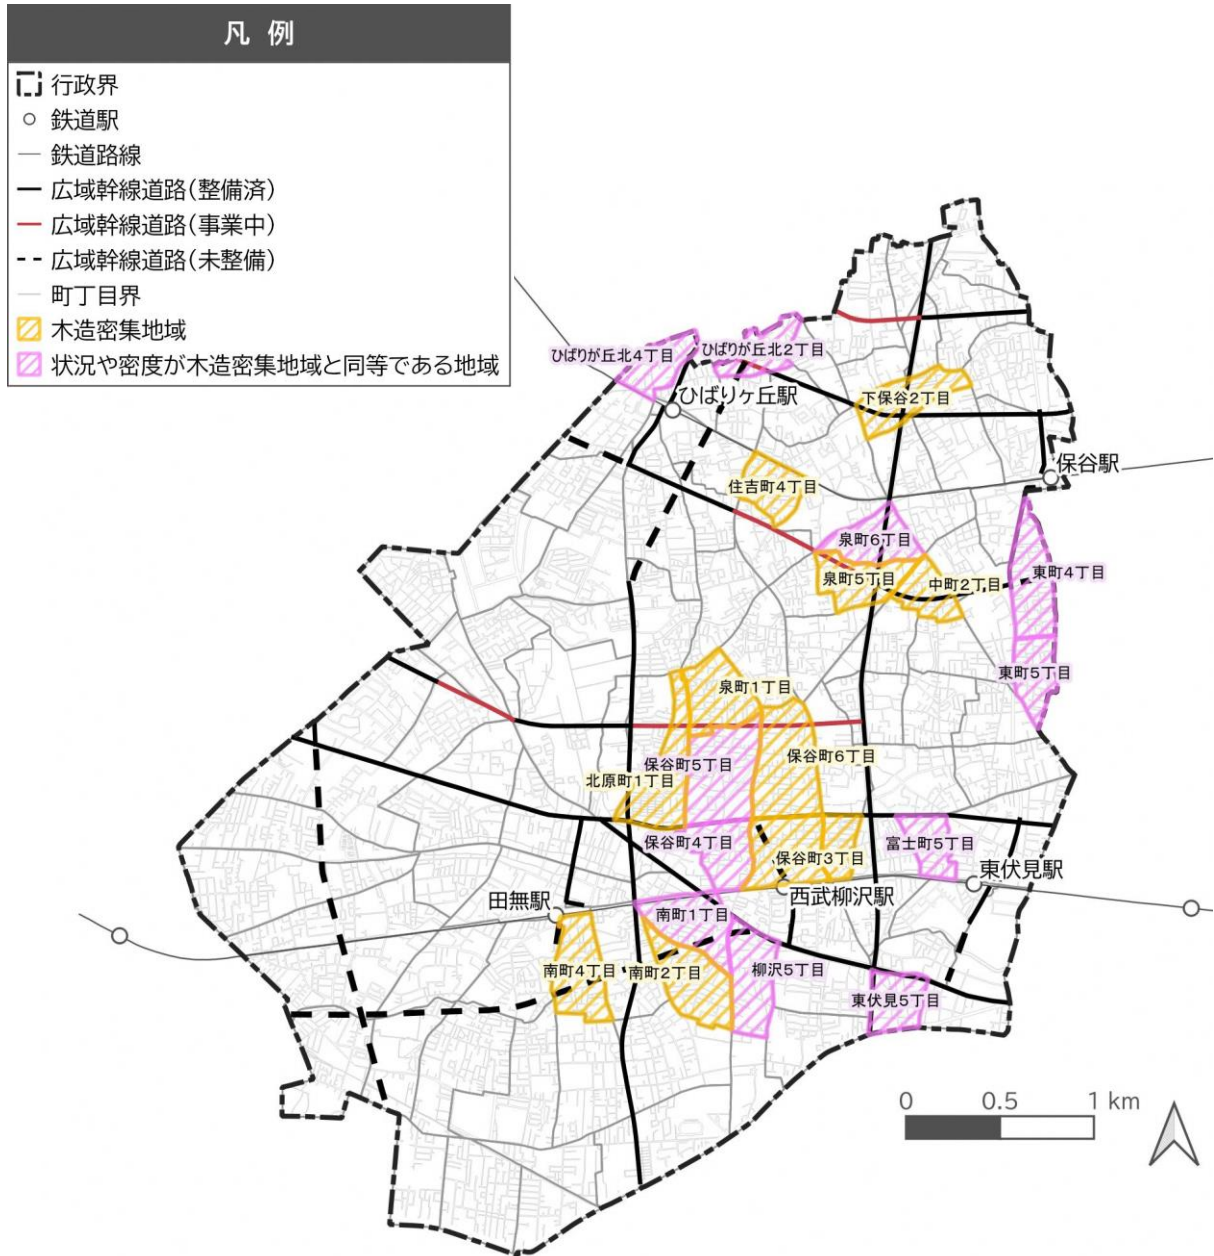 凡 例
行政界
鉄道駅
鉄道路線
広域幹線道路(整備済)
広域幹線道路(事業中)
広域幹線道路(未整備)
町丁目界
木造密集地域
状況や密度が木造密集地域と同等である地域
ひばりが丘北4丁目
ひばりが丘北2丁目
ひばりヶ丘駅
下保谷2丁目
保谷駅
住吉町4丁目
泉町6丁目
泉町5丁目
中町2丁目
東町4丁目
東町5丁目
泉町1丁目
保谷町5丁目
保谷町6丁目
北原町1丁目
保谷町4丁目
保谷町3丁目
富士町5丁目
東伏見駅
西武柳沢駅
田無駅
南町1丁目
南町4丁目
南町2丁目
柳沢5丁目
東伏見5丁目
0 0.5 1 km